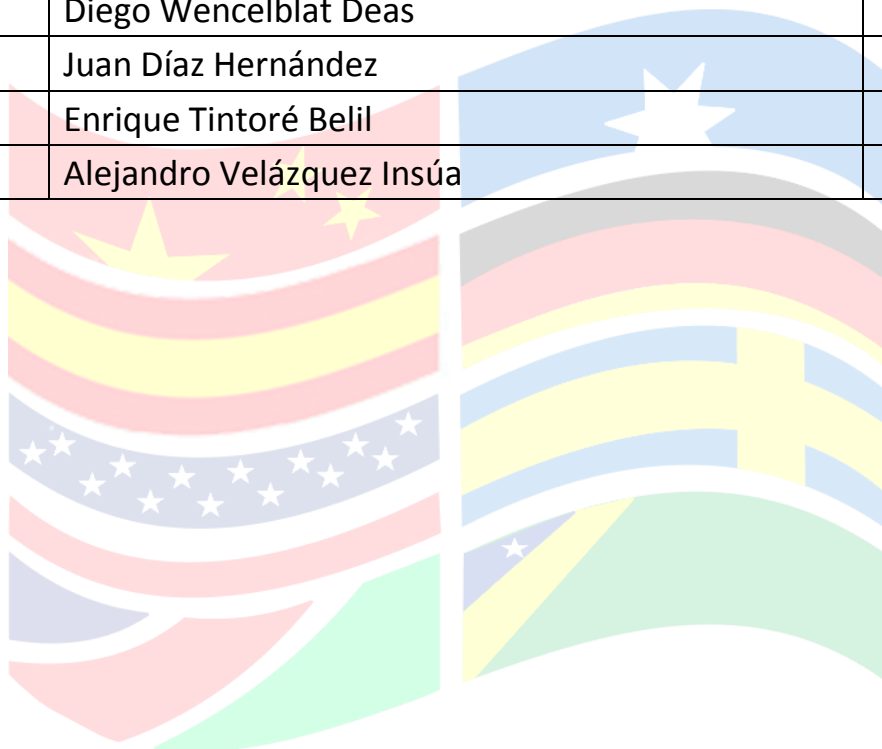 Diego Wencelblat Deas
Juan Díaz Hernández
Enrique Tintoré Belil
Alejandro Velázquez Insúa